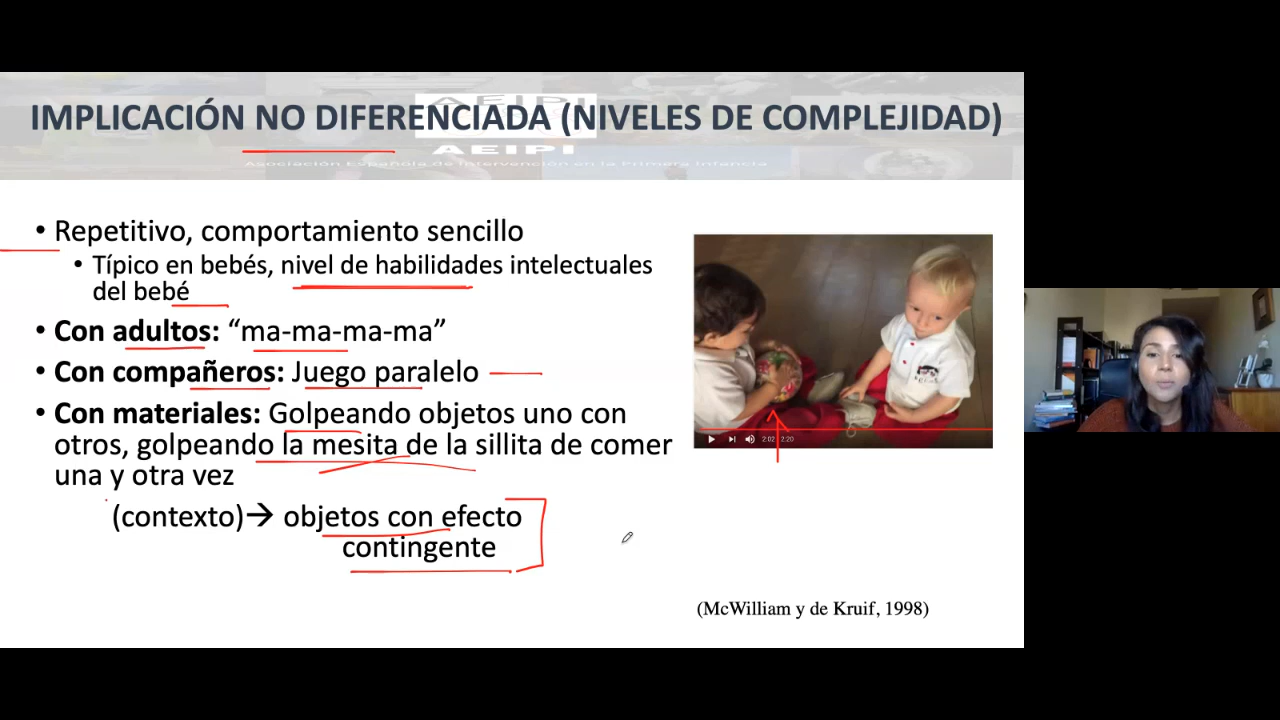 IMPLICACIÓN NO DIFERENCIADA (NIVELES DE COMPLEJIDAD)
AEIPI
AEIPI
Asociación Española de Intervención en la Primera Infancia
• Repetitivo, comportamiento sencillo
• Típico en bebés, nivel de habilidades intelectuales
del bebé
• Con adultos: “ma-ma-ma-ma”
• Con compañeros: Juego paralelo
• Con materiales: Golpeando objetos uno con
otros, golpeando la mesita de la sillita de comer
una y otra vez
(contexto)→ objetos con efecto
contingente
2:02 2:20
(McWilliam y de Kruif, 1998)